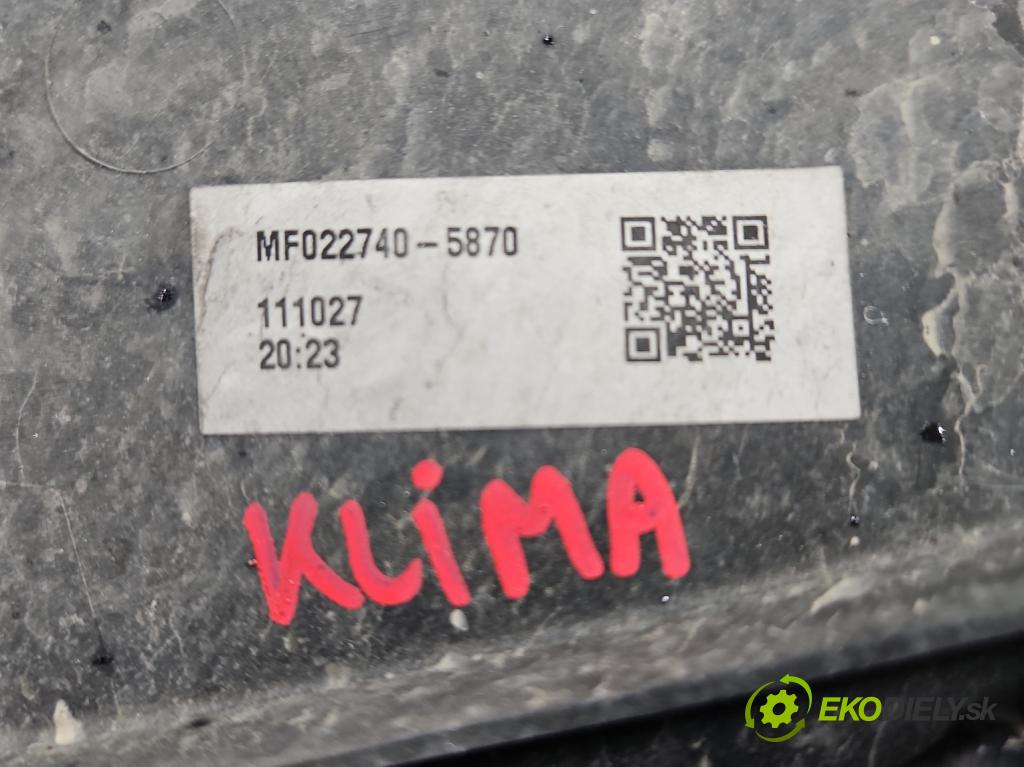 MF022740-5870
111027
20:23
KLiMA
EKODIELY.sk